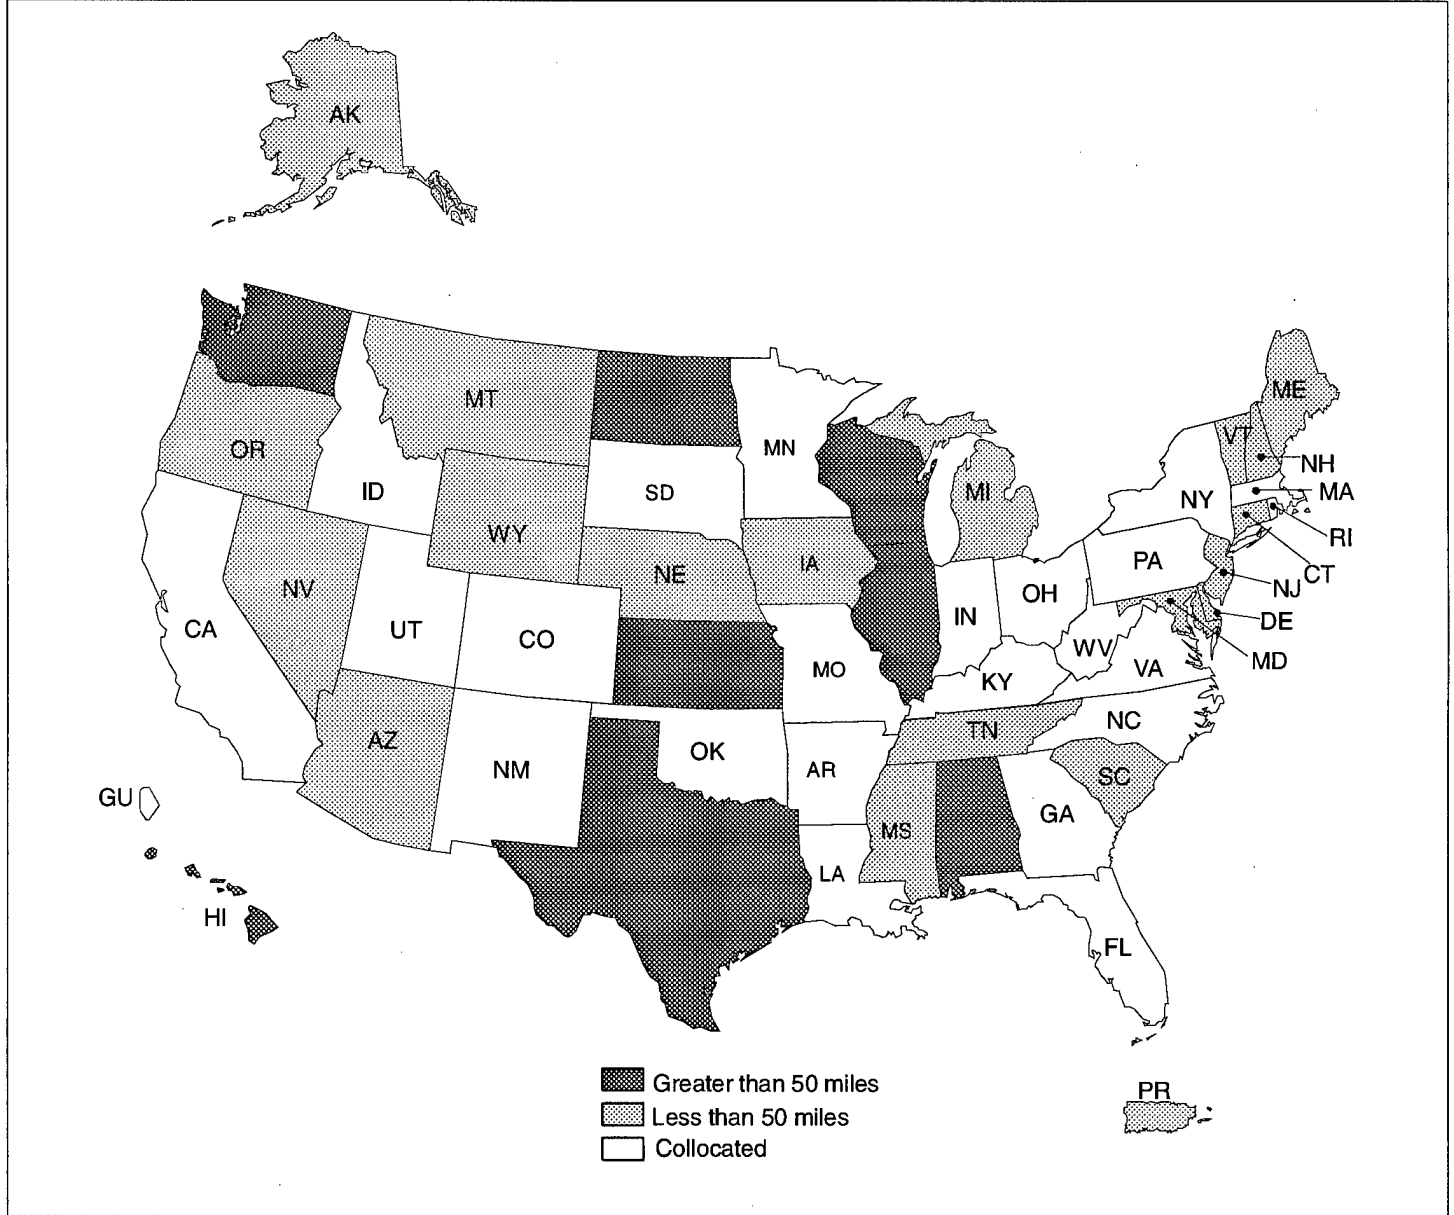 AK
ME
MT
VT
OR
MN
NH
ID
SD
MI
MA
NY
WY
RI
PA
IA
NE
CT
NV
NJ
OH
IN
DE
CA
UT
CO
WV
MD
VA
MO
KY
NC
TN
AZ
OK
NM
AR
SC
GU
GA
MS
LA
HI
FL
Greater than 50 miles
PR
Less than 50 miles
Collocated